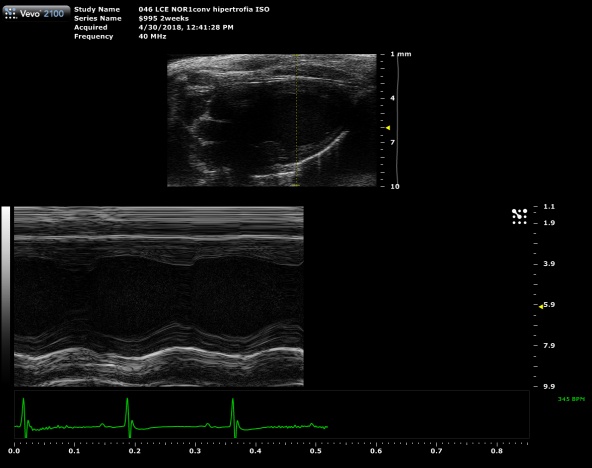 Vevo 2100
Study Name 046 LCE NOR1conv hipertrofia ISO
Series Name $995 2weeks
Acquired 4/30/2018, 12:41:28 PM
Frequency 40 MHz
1 mm
4
7
10
1.1
1.9
3.9
5.9
7.9
9.9
345 BPM
0.0 0.1 0.2 0.3 0.4 0.5 0.6 0.7 0.8